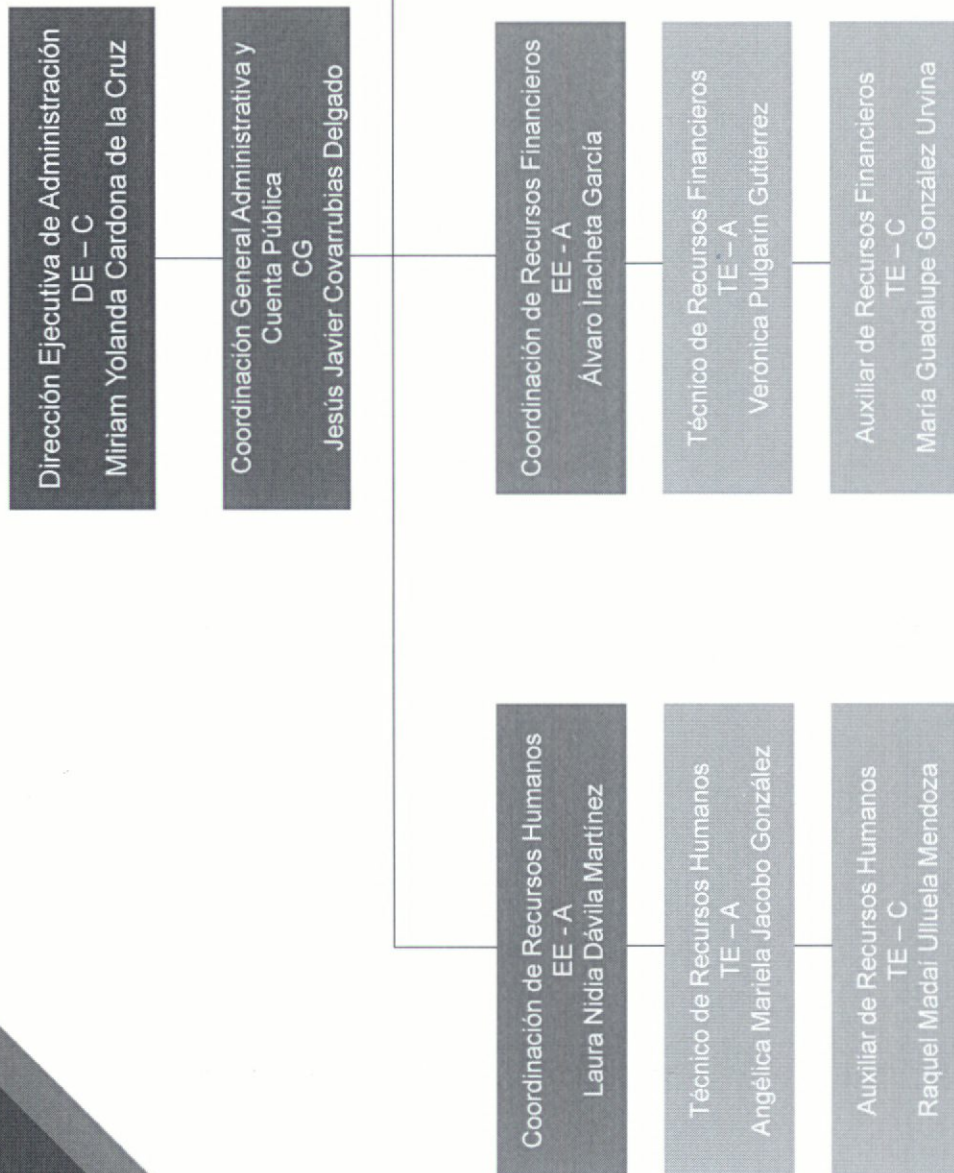 Dirección Ejecutiva de Administración
DE – C
Miriam Yolanda Cardona de la Cruz
Coordinación General Administrativa y
Cuenta Pública
CG
Jesús Javier Covarrubias Delgado
Coordinación de Recursos Humanos
EE - A
Laura Nidia Dávila Martínez
Técnico de Recursos Humanos
TE – A
Angélica Mariela Jacobo González
Auxiliar de Recursos Humanos
TE – C
Raquel Madaí Ulluela Mendoza
Coordinación de Recursos Financieros
EE - A
Álvaro Iracheta García
Técnico de Recursos Financieros
TE – A
Verónica Pulgarín Gutiérrez
Auxiliar de Recursos Financieros
TE – C
María Guadalupe González Urvina